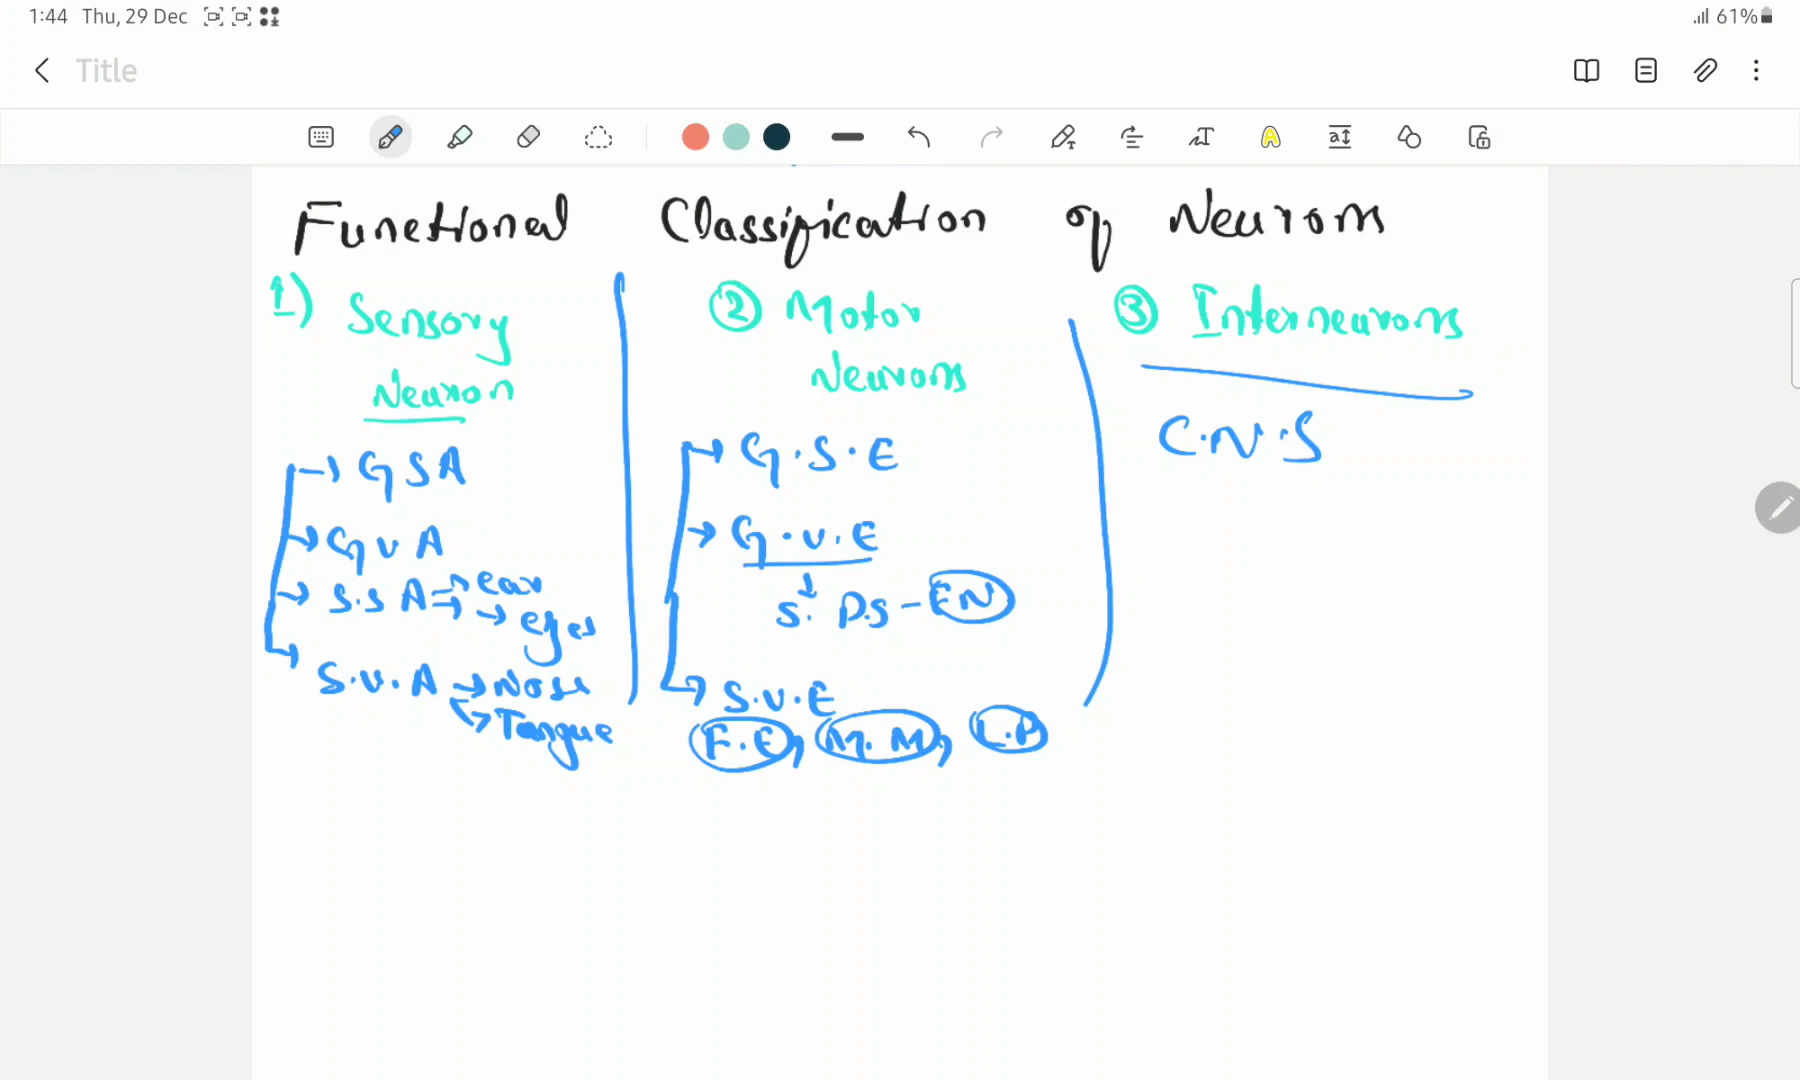 1:44 Thu, 29 Dec
61%
Title
Functional Classification of Neurons
1) Sensory
Neuron
→ GSA
→ GVA
→ S.S A → ear
→ eyes
S.V.A → Nose
→ Tongue
② Motor
Neurons
→ G.S.E
→ G.V.E
↓
S. P.S - EN
→ S.V.E
F.E, M.M, L.P
③ Interneurons
C.N.S